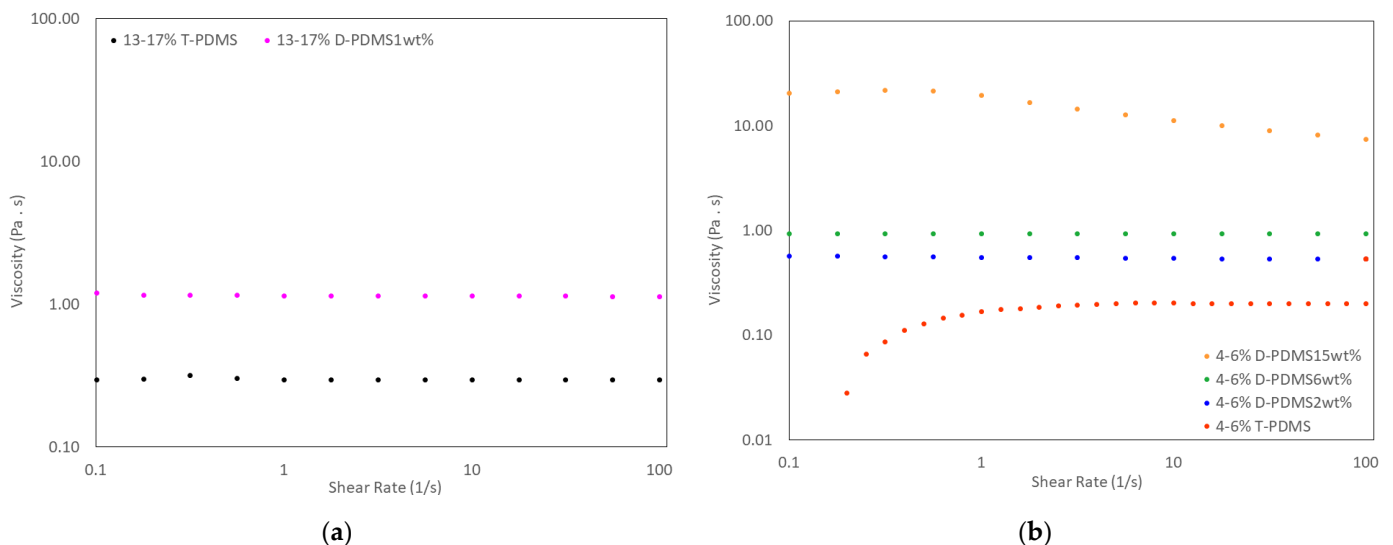 100.00
13-17% T-PDMS
13-17% D-PDMS1wt%
10.00
1.00
0.10
Viscosity (Pa . s)
0.1
1
10
100
Shear Rate (1/s)
(a)
100.00
10.00
1.00
0.10
0.01
Viscosity (Pa . s)
4-6% D-PDMS15wt%
4-6% D-PDMS6wt%
4-6% D-PDMS2wt%
4-6% T-PDMS
0.1
1
10
100
Shear Rate (1/s)
(b)